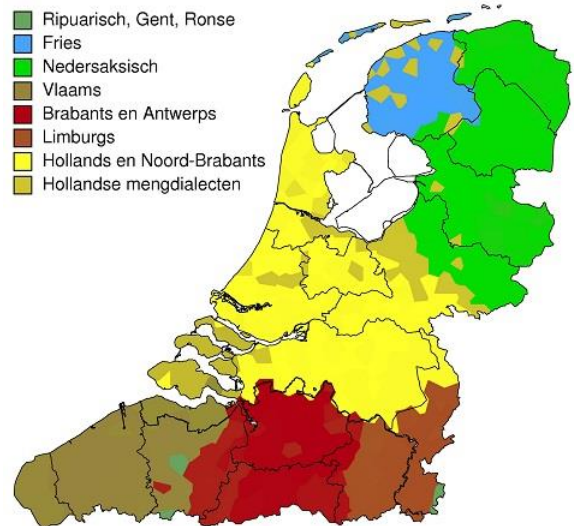 Ripuarisch, Gent, Ronse
Fries
Nedersaksisch
Vlaams
Brabants en Antwerps
Limburgs
Hollands en Noord-Brabants
Hollandse mengdialecten